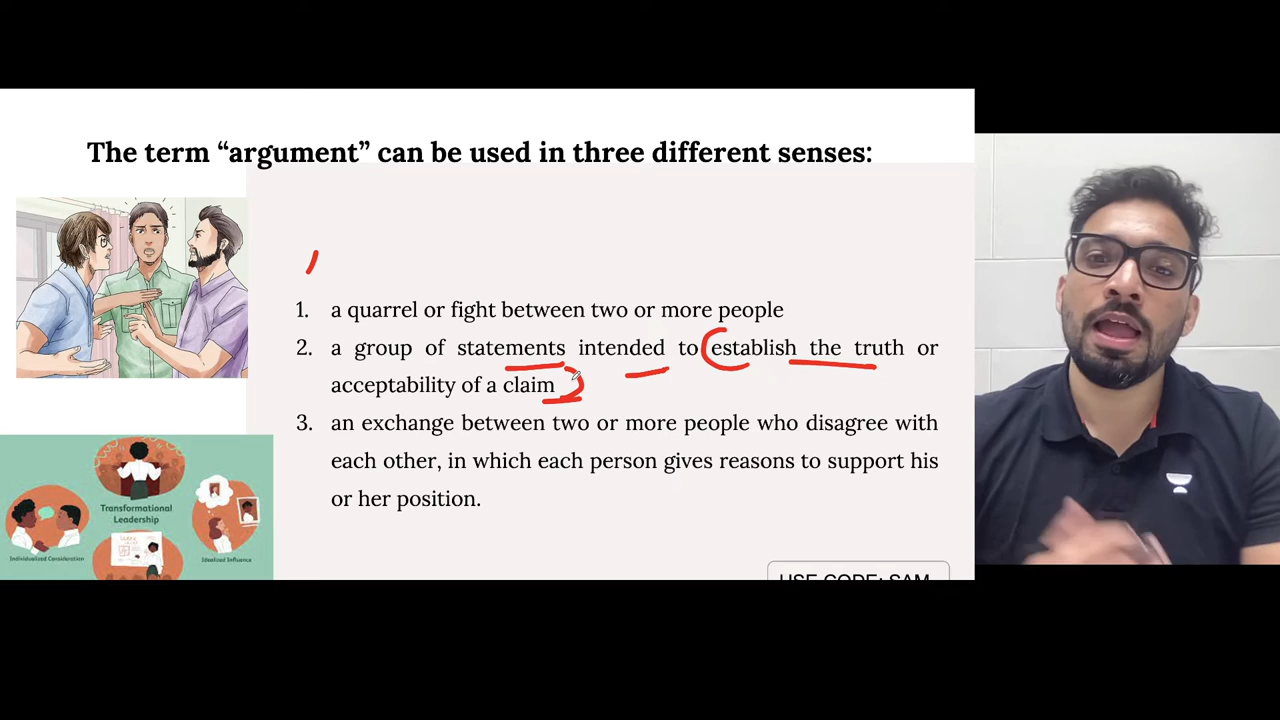 The term “argument” can be used in three different senses:
1. a quarrel or fight between two or more people
2. a group of statements intended to establish the truth or
acceptability of a claim
3. an exchange between two or more people who disagree with
each other, in which each person gives reasons to support his
or her position.
Transformational
Leadership
Individualized Consideration
Idealized Influence
USE CODE: SAM